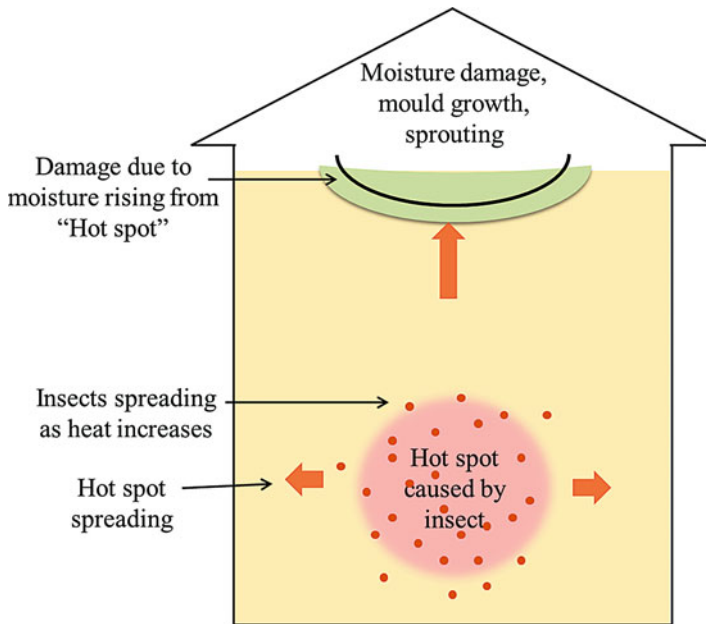 Moisture damage,
mould growth,
sprouting
Damage due to
moisture rising from
“Hot spot”
Insects spreading
as heat increases
Hot spot
spreading
Hot spot
caused by
insect